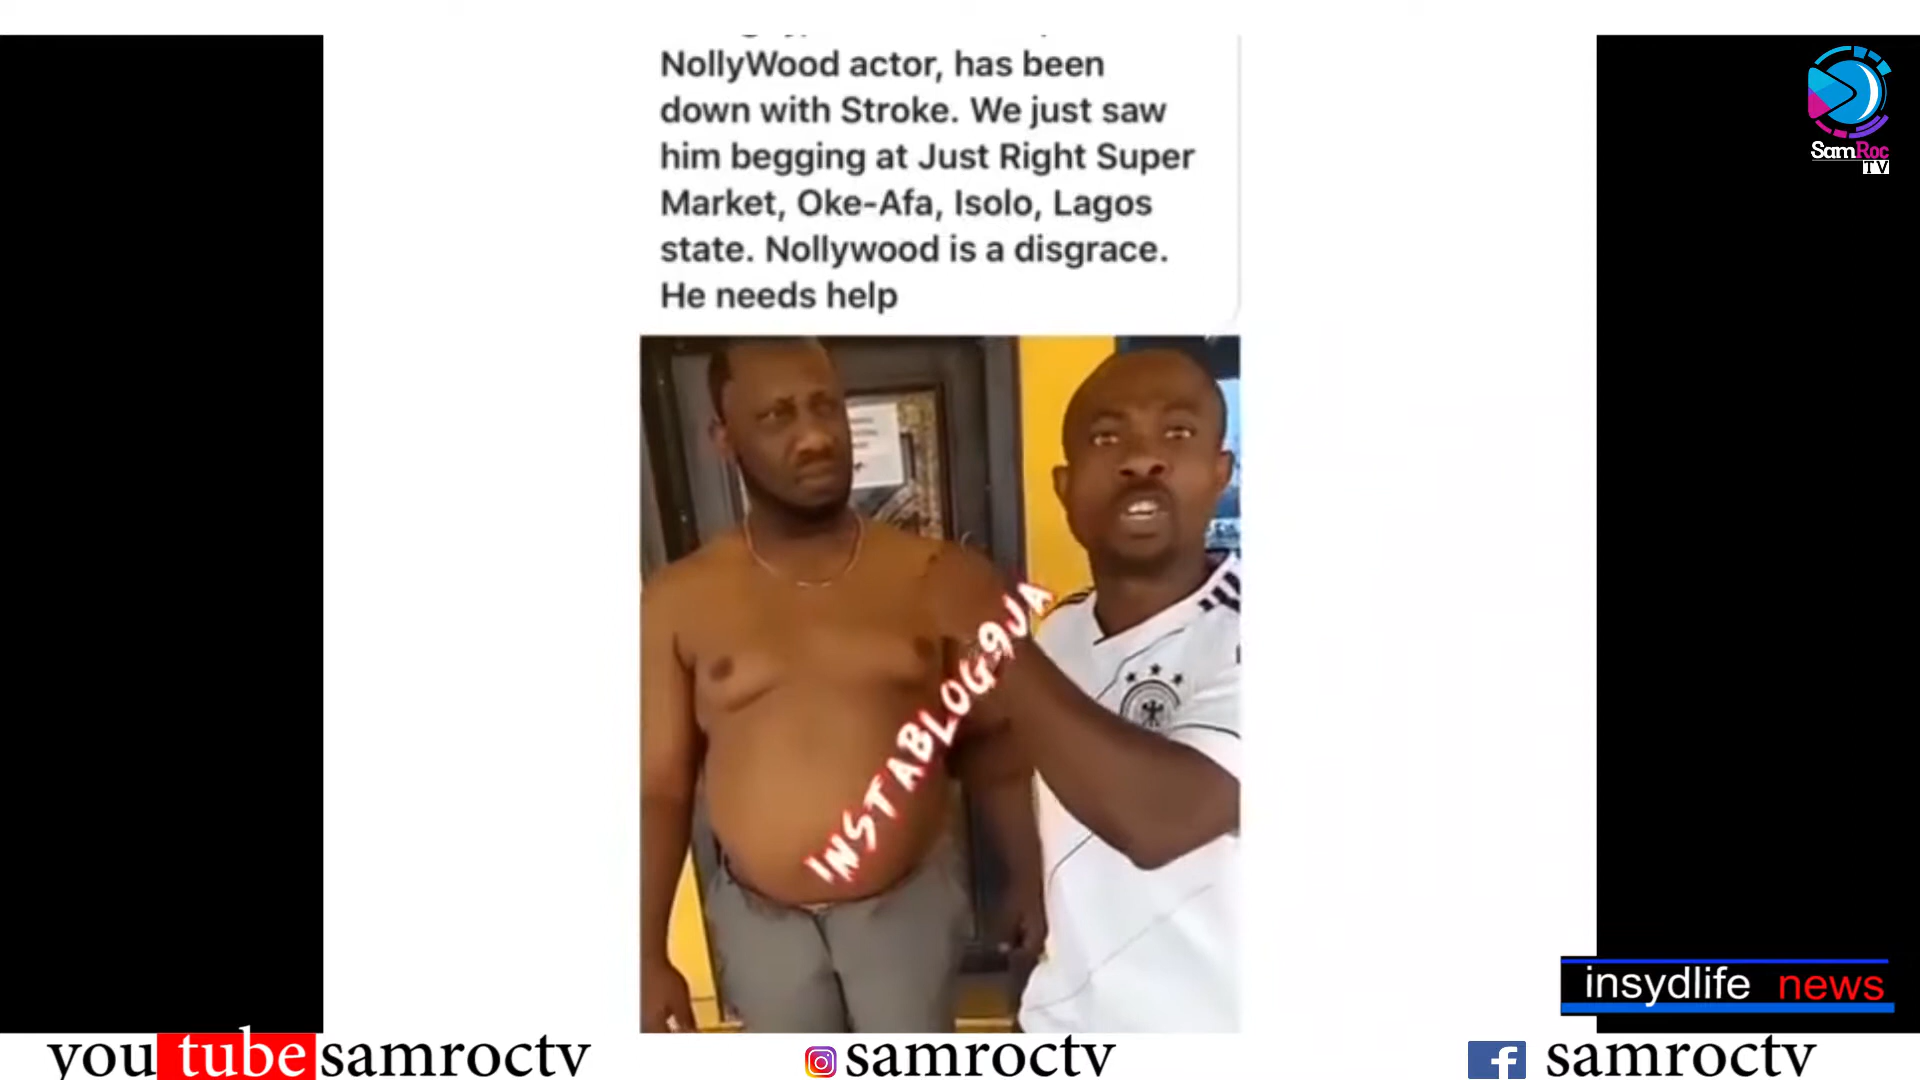 NollyWood actor, has been
down with Stroke. We just saw
him begging at Just Right Super
Market, Oke-Afa, Isolo, Lagos
state. Nollywood is a disgrace.
He needs help
SamRoc
TV
INSTABLOG9JA
insydlife news
you tube samroctv
samroctv
f samroctv